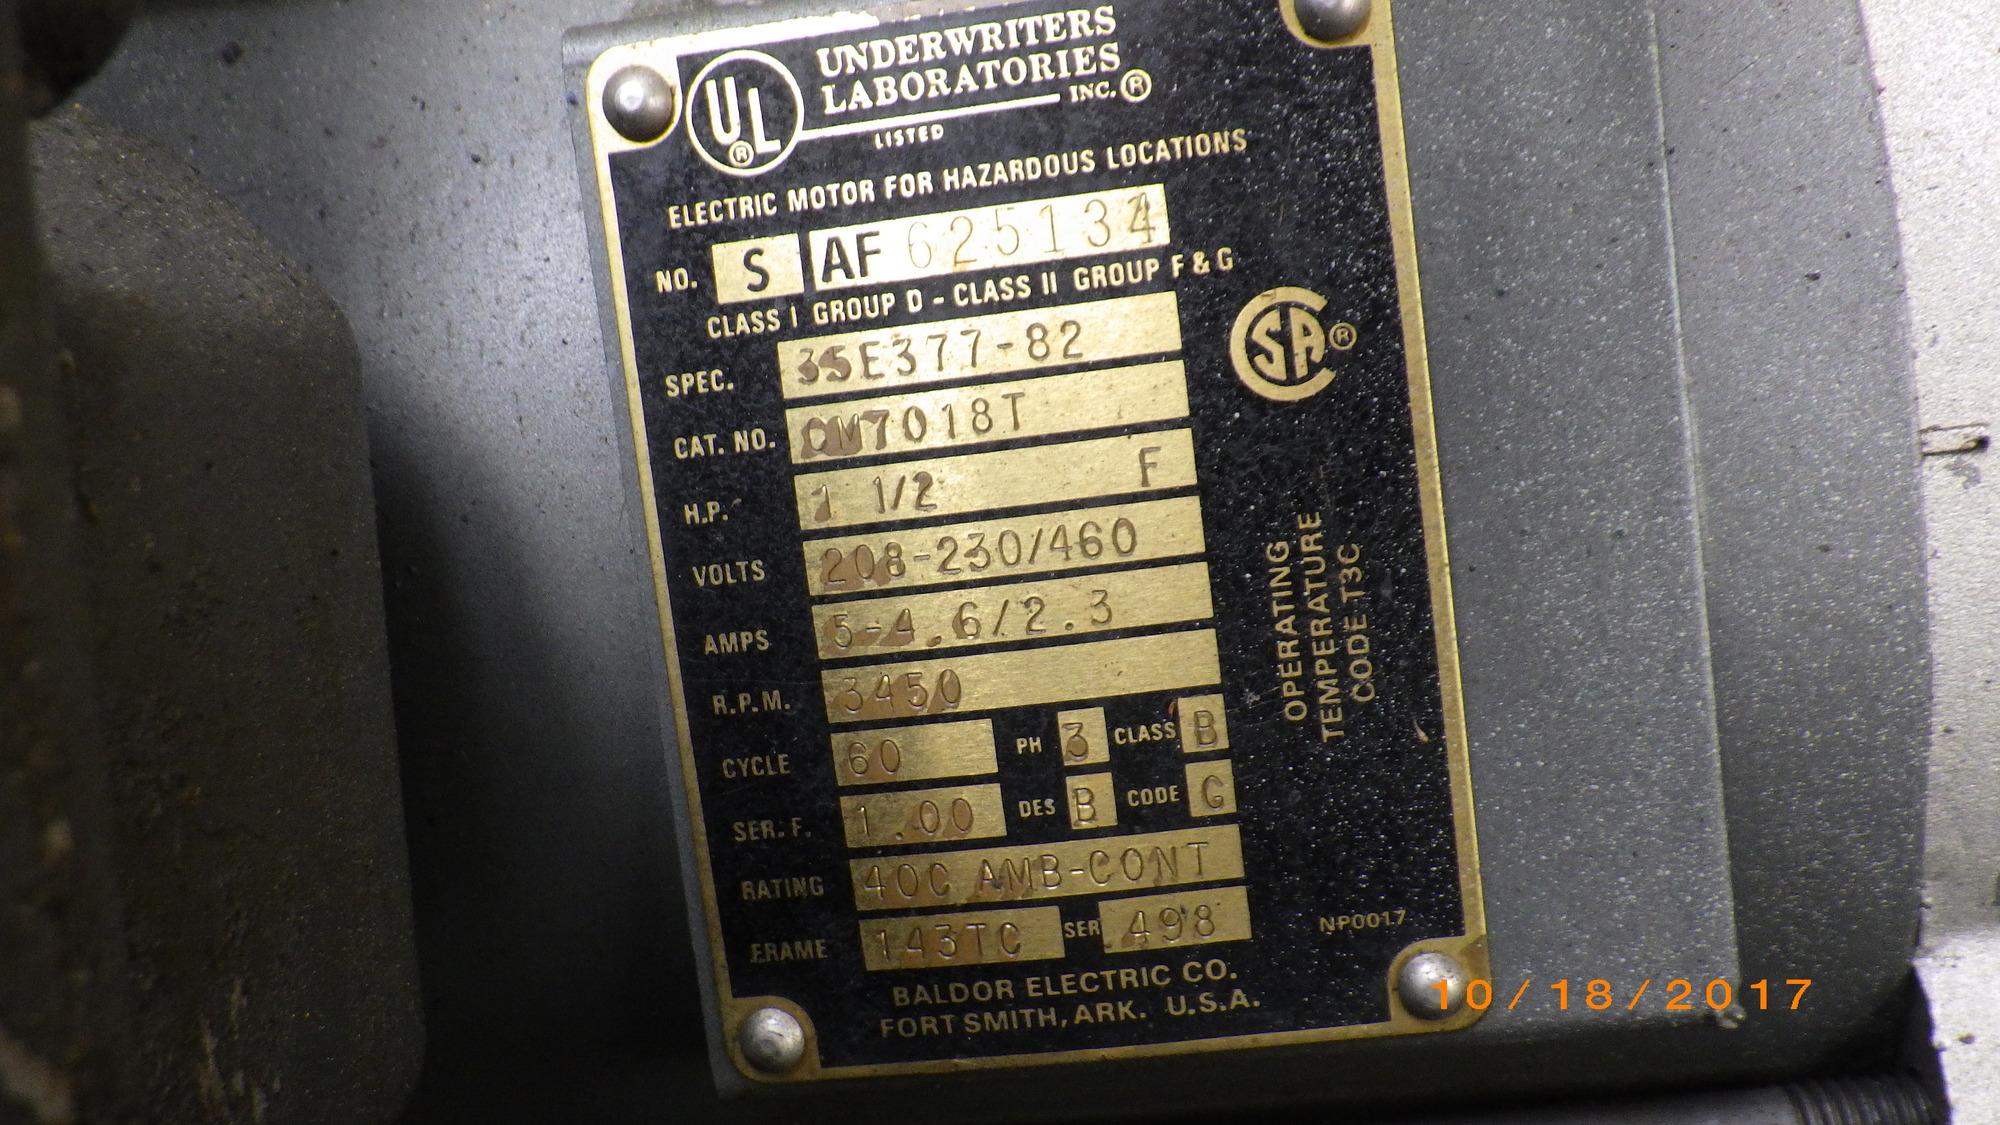 UL®
UNDERWRITERS
LABORATORIES
INC.®
LISTED
ELECTRIC MOTOR FOR HAZARDOUS LOCATIONS
NO. S AF 625134
CLASS I GROUP D - CLASS II GROUP F & G
SPEC. 35E377-82
CSA®
CAT. NO. CM7018T
H.P. 1 1/2 F
VOLTS 208-230/460
AMPS 5-4.6/2.3
R.P.M. 3450
CYCLE 60 PH 3 CLASS B
SER. F. 1.00 DES B CODE G
RATING 40C AMB-CONT
FRAME 143TC SER. 498
OPERATING
TEMPERATURE
CODE T3C
NP0017
BALDOR ELECTRIC CO.
FORT SMITH, ARK. U.S.A.
10/18/2017